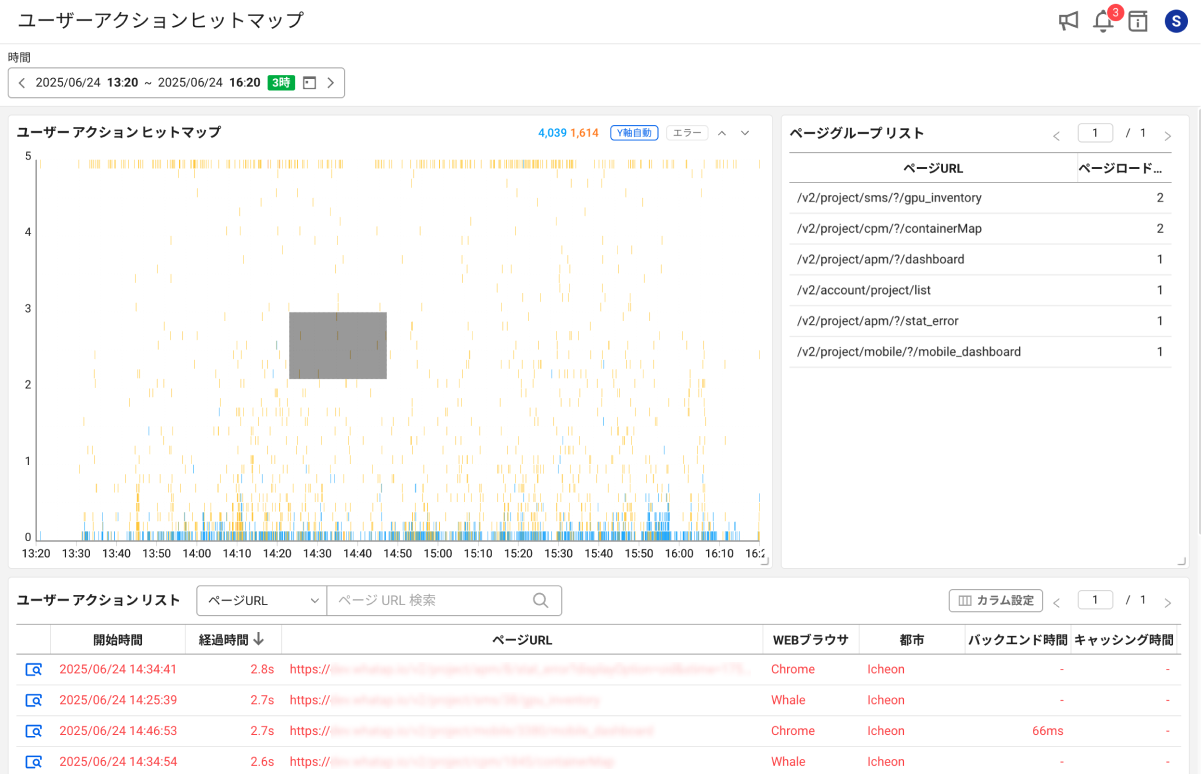 ユーザーアクションヒットマップ
3
S
時間
2025/06/24 13:20 ~ 2025/06/24 16:20 3時
ユーザー アクション ヒットマップ
4,039 1,614 Y軸自動 エラー
5
4
3
2
1
0
13:20 13:30 13:40 13:50 14:00 14:10 14:20 14:30 14:40 14:50 15:00 15:10 15:20 15:30 15:40 15:50 16:00 16:10 16:2
ページグループ リスト
1 / 1
ページURL ページロード...
/v2/project/sms/?/gpu_inventory 2
/v2/project/cpm/?/containerMap 2
/v2/project/apm/?/dashboard 1
/v2/account/project/list 1
/v2/project/apm/?/stat_error 1
/v2/project/mobile/?/mobile_dashboard 1
ユーザー アクション リスト ページURL ページ URL 検索 カラム設定 1 / 1
開始時間 経過時間 ページURL WEBブラウザ 都市 バックエンド時間 キャッシング時間
2025/06/24 14:34:41 2.8s https:// Chrome Icheon - -
2025/06/24 14:25:39 2.7s https:// Whale Icheon - -
2025/06/24 14:46:53 2.7s https:// Chrome Icheon 66ms -
2025/06/24 14:34:54 2.6s https:// Whale Icheon - -